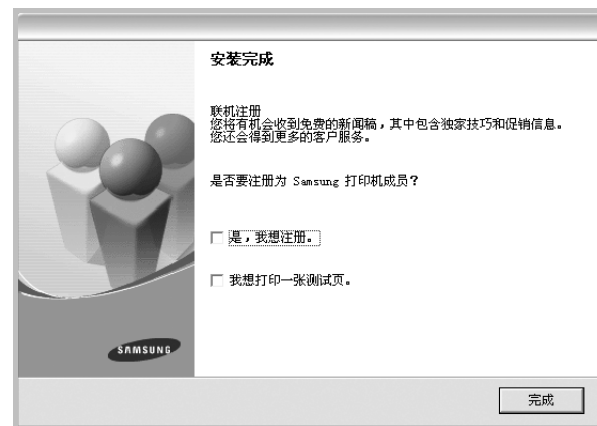 安装完成
联机注册
您将有机会收到免费的新闻稿，其中包含独家技巧和促销信息。
您还会得到更多的客户服务。
是否要注册为 Samsung 打印机成员？
是，我想注册。
我想打印一张测试页。
SAMSUNG
完成